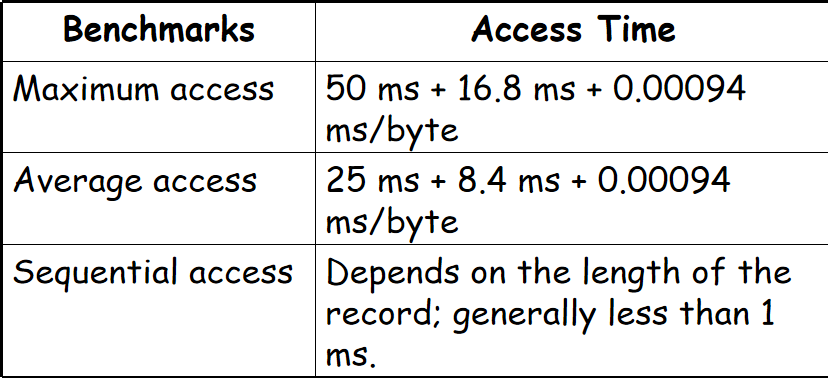 Benchmarks
Access Time
Maximum access
50 ms + 16.8 ms + 0.00094
ms/byte
Average access
25 ms + 8.4 ms + 0.00094
ms/byte
Sequential access
Depends on the length of the
record; generally less than 1
ms.